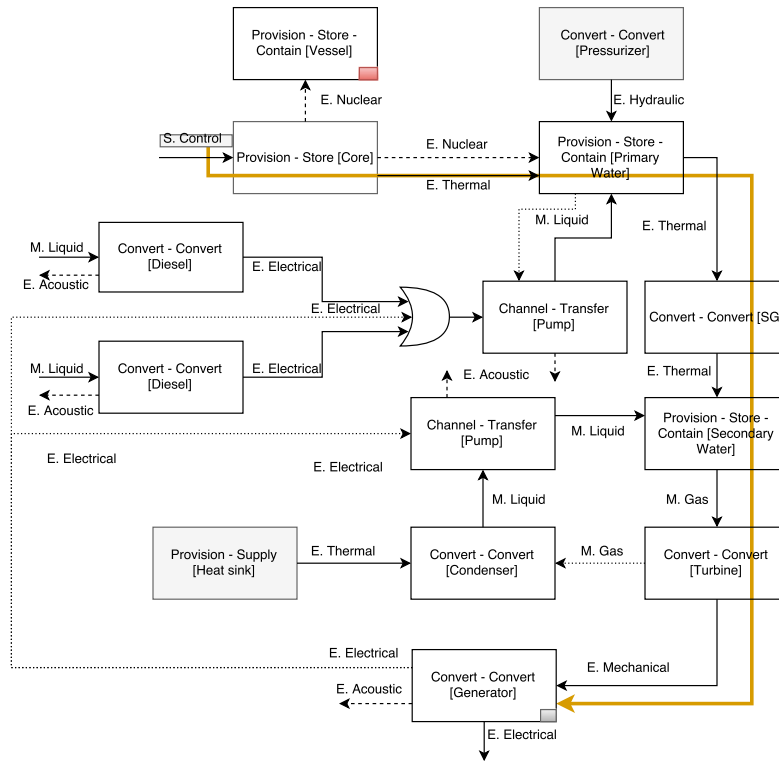 Provision - Store -
Contain [Vessel]
Convert - Convert
[Pressurizer]
E. Nuclear
E. Hydraulic
S. Control
Provision - Store [Core]
E. Nuclear
E. Thermal
Provision - Store -
Contain [Primary
Water]
M. Liquid
E. Thermal
M. Liquid
E. Acoustic
Convert - Convert
[Diesel]
E. Electrical
E. Electrical
Channel - Transfer
[Pump]
Convert - Convert [SG
M. Liquid
E. Acoustic
Convert - Convert
[Diesel]
E. Electrical
E. Acoustic
E. Thermal
Channel - Transfer
[Pump]
M. Liquid
Provision - Store -
Contain [Secondary
Water]
E. Electrical
E. Electrical
M. Liquid
M. Gas
Provision - Supply
[Heat sink]
E. Thermal
Convert - Convert
[Condenser]
M. Gas
Convert - Convert
[Turbine]
E. Electrical
E. Mechanical
E. Acoustic
Convert - Convert
[Generator]
E. Electrical